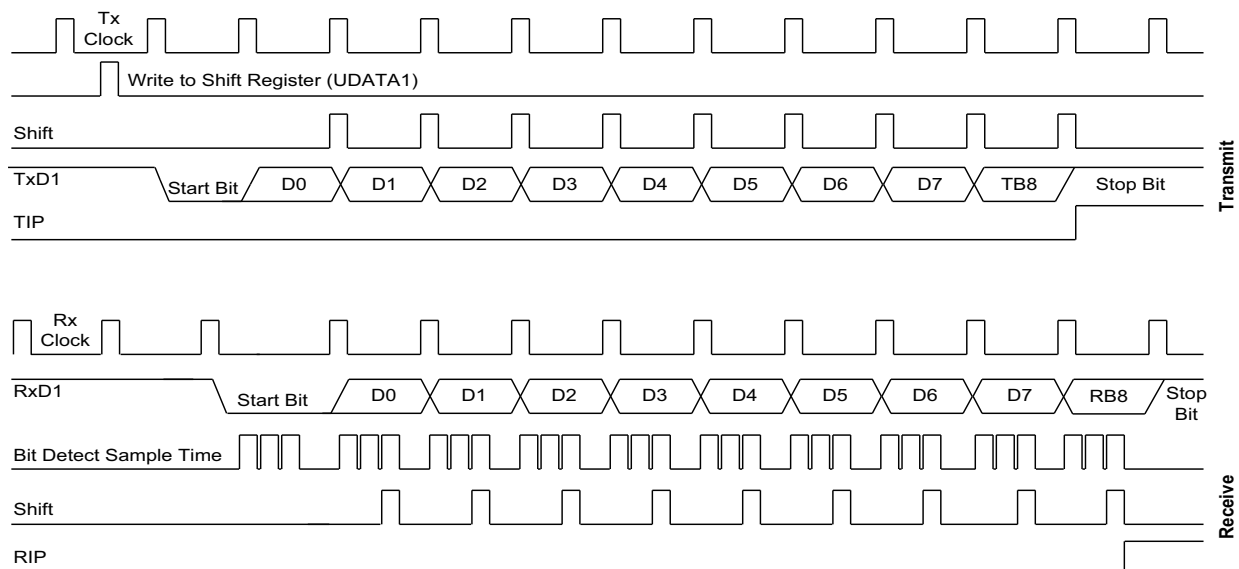 Tx
Clock
Write to Shift Register (UDATA1)
Shift
TxD1
Start Bit
D0
D1
D2
D3
D4
D5
D6
D7
TB8
Stop Bit
TIP
Transmit
Rx
Clock
RxD1
Start Bit
D0
D1
D2
D3
D4
D5
D6
D7
RB8
Stop
Bit
Bit Detect Sample Time
Shift
RIP
Receive